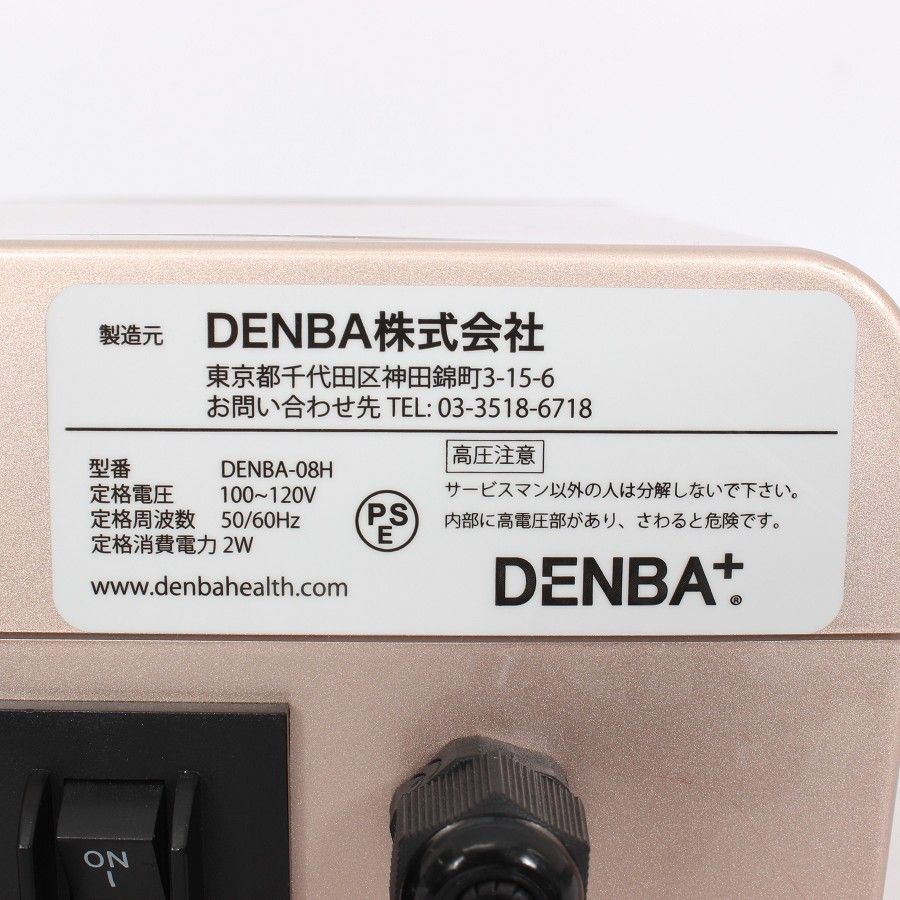 製造元 DENBA株式会社
東京都千代田区神田錦町3-15-6
お問い合わせ先 TEL: 03-3518-6718
型番 DENBA-08H
定格電圧 100~120V
定格周波数 50/60Hz
定格消費電力 2W
www.denbahealth.com
PSE
高圧注意
サービスマン以外の人は分解しないで下さい。
内部に高電圧部があり、さわると危険です。
DENBA+®
ON